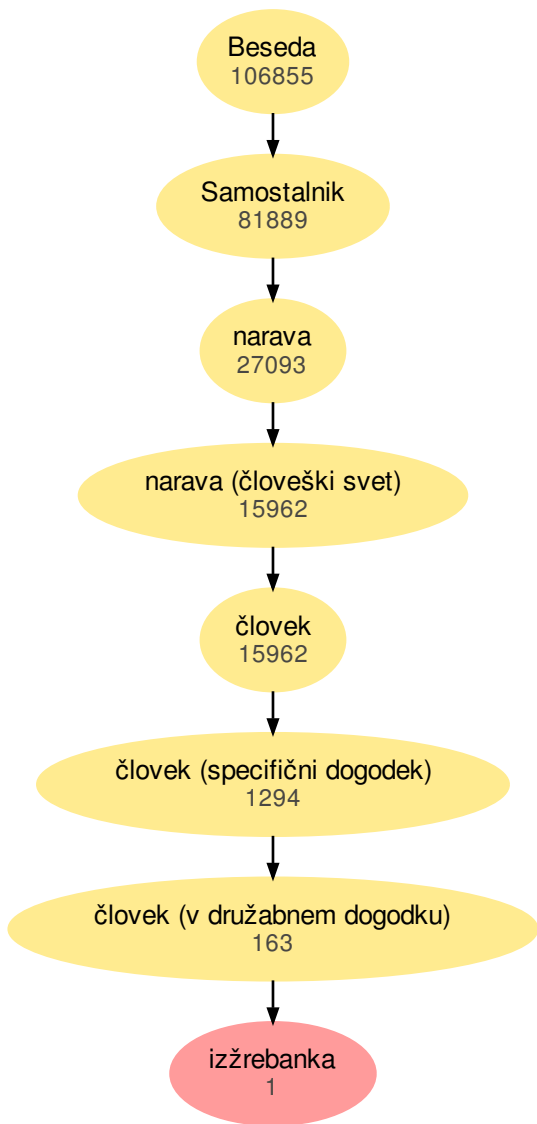 Beseda
106855
Samostalnik
81889
narava
27093
narava (človeški svet)
15962
človek
15962
človek (specifični dogodek)
1294
človek (v družabnem dogodku)
163
izžrebanka
1